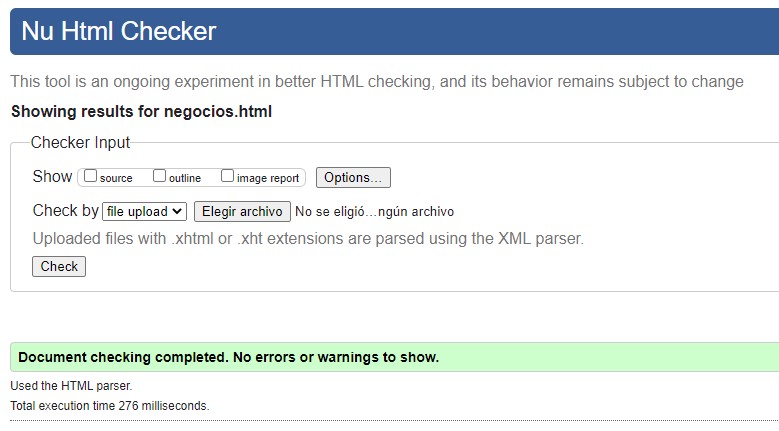 Nu Html Checker
This tool is an ongoing experiment in better HTML checking, and its behavior remains subject to change
Showing results for negocios.html
Checker Input
Show source outline image report Options...
Check by file upload Elegir archivo No se eligió...ngún archivo
Uploaded files with .xhtml or .xht extensions are parsed using the XML parser.
Check
Document checking completed. No errors or warnings to show.
Used the HTML parser.
Total execution time 276 milliseconds.